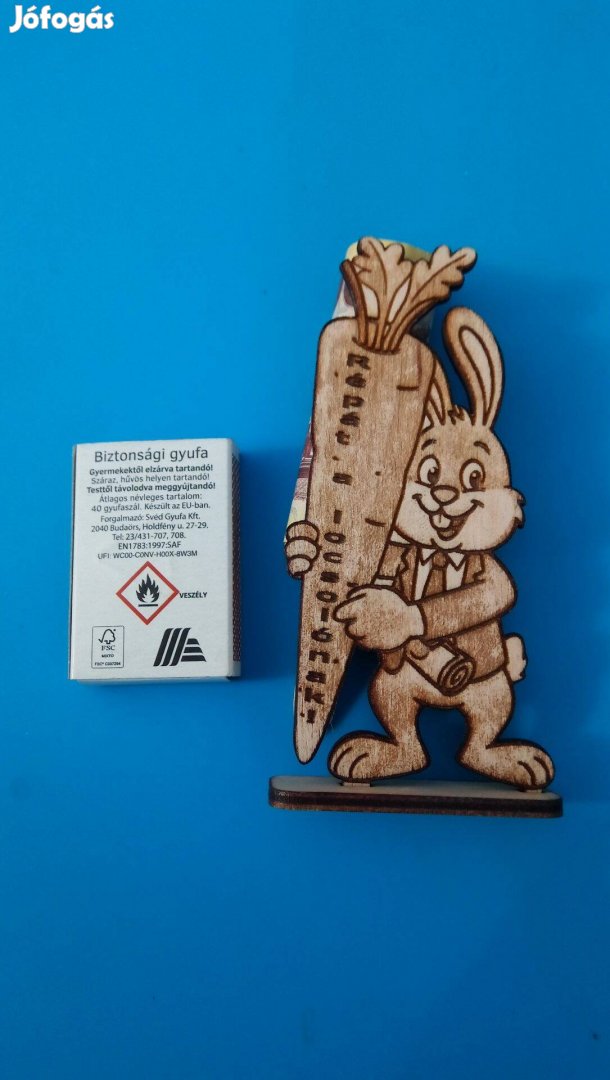 Jófogás
Biztonsági gyufa
Gyermekektől elzárva tartandó!
Száraz, hűvös helyen tartandó!
Testtől távolodva meggyújtandó!
Átlagos névleges tartalom:
40 gyufaszál. Készült az EU-ban.
Forgalmazó: Svéd Gyufa Kft.
2040 Budaörs, Holdfény u. 27-29.
Tel: 23/431-707, 708.
EN1783:1997:SAF
UFI: WC00-C0NV-H00X-8W3M
VESZÉLY
FSC
MIXTO
Répát a locsolónak!